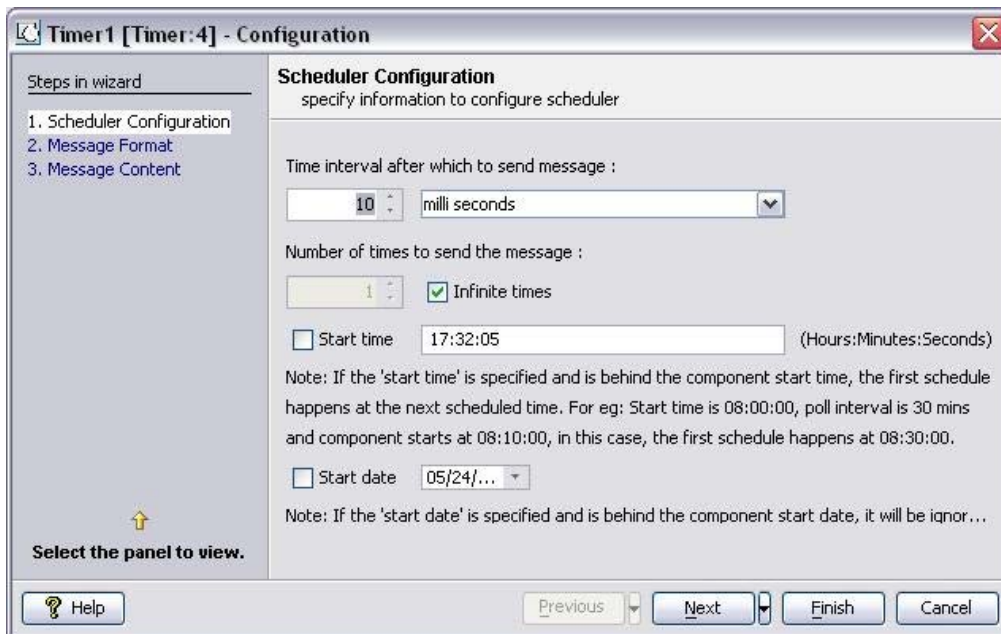 Timer1 [Timer:4] - Configuration
Steps in wizard
1. Scheduler Configuration
2. Message Format
3. Message Content
Select the panel to view.
Scheduler Configuration
specify information to configure scheduler
Time interval after which to send message :
10 milli seconds
Number of times to send the message :
1 Infinite times
Start time 17:32:05 (Hours:Minutes:Seconds)
Note: If the 'start time' is specified and is behind the component start time, the first schedule
happens at the next scheduled time. For eg: Start time is 08:00:00, poll interval is 30 mins
and component starts at 08:10:00, in this case, the first schedule happens at 08:30:00.
Start date 05/24/...
Note: If the 'start date' is specified and is behind the component start date, it will be ignor...
Help Previous Next Finish Cancel